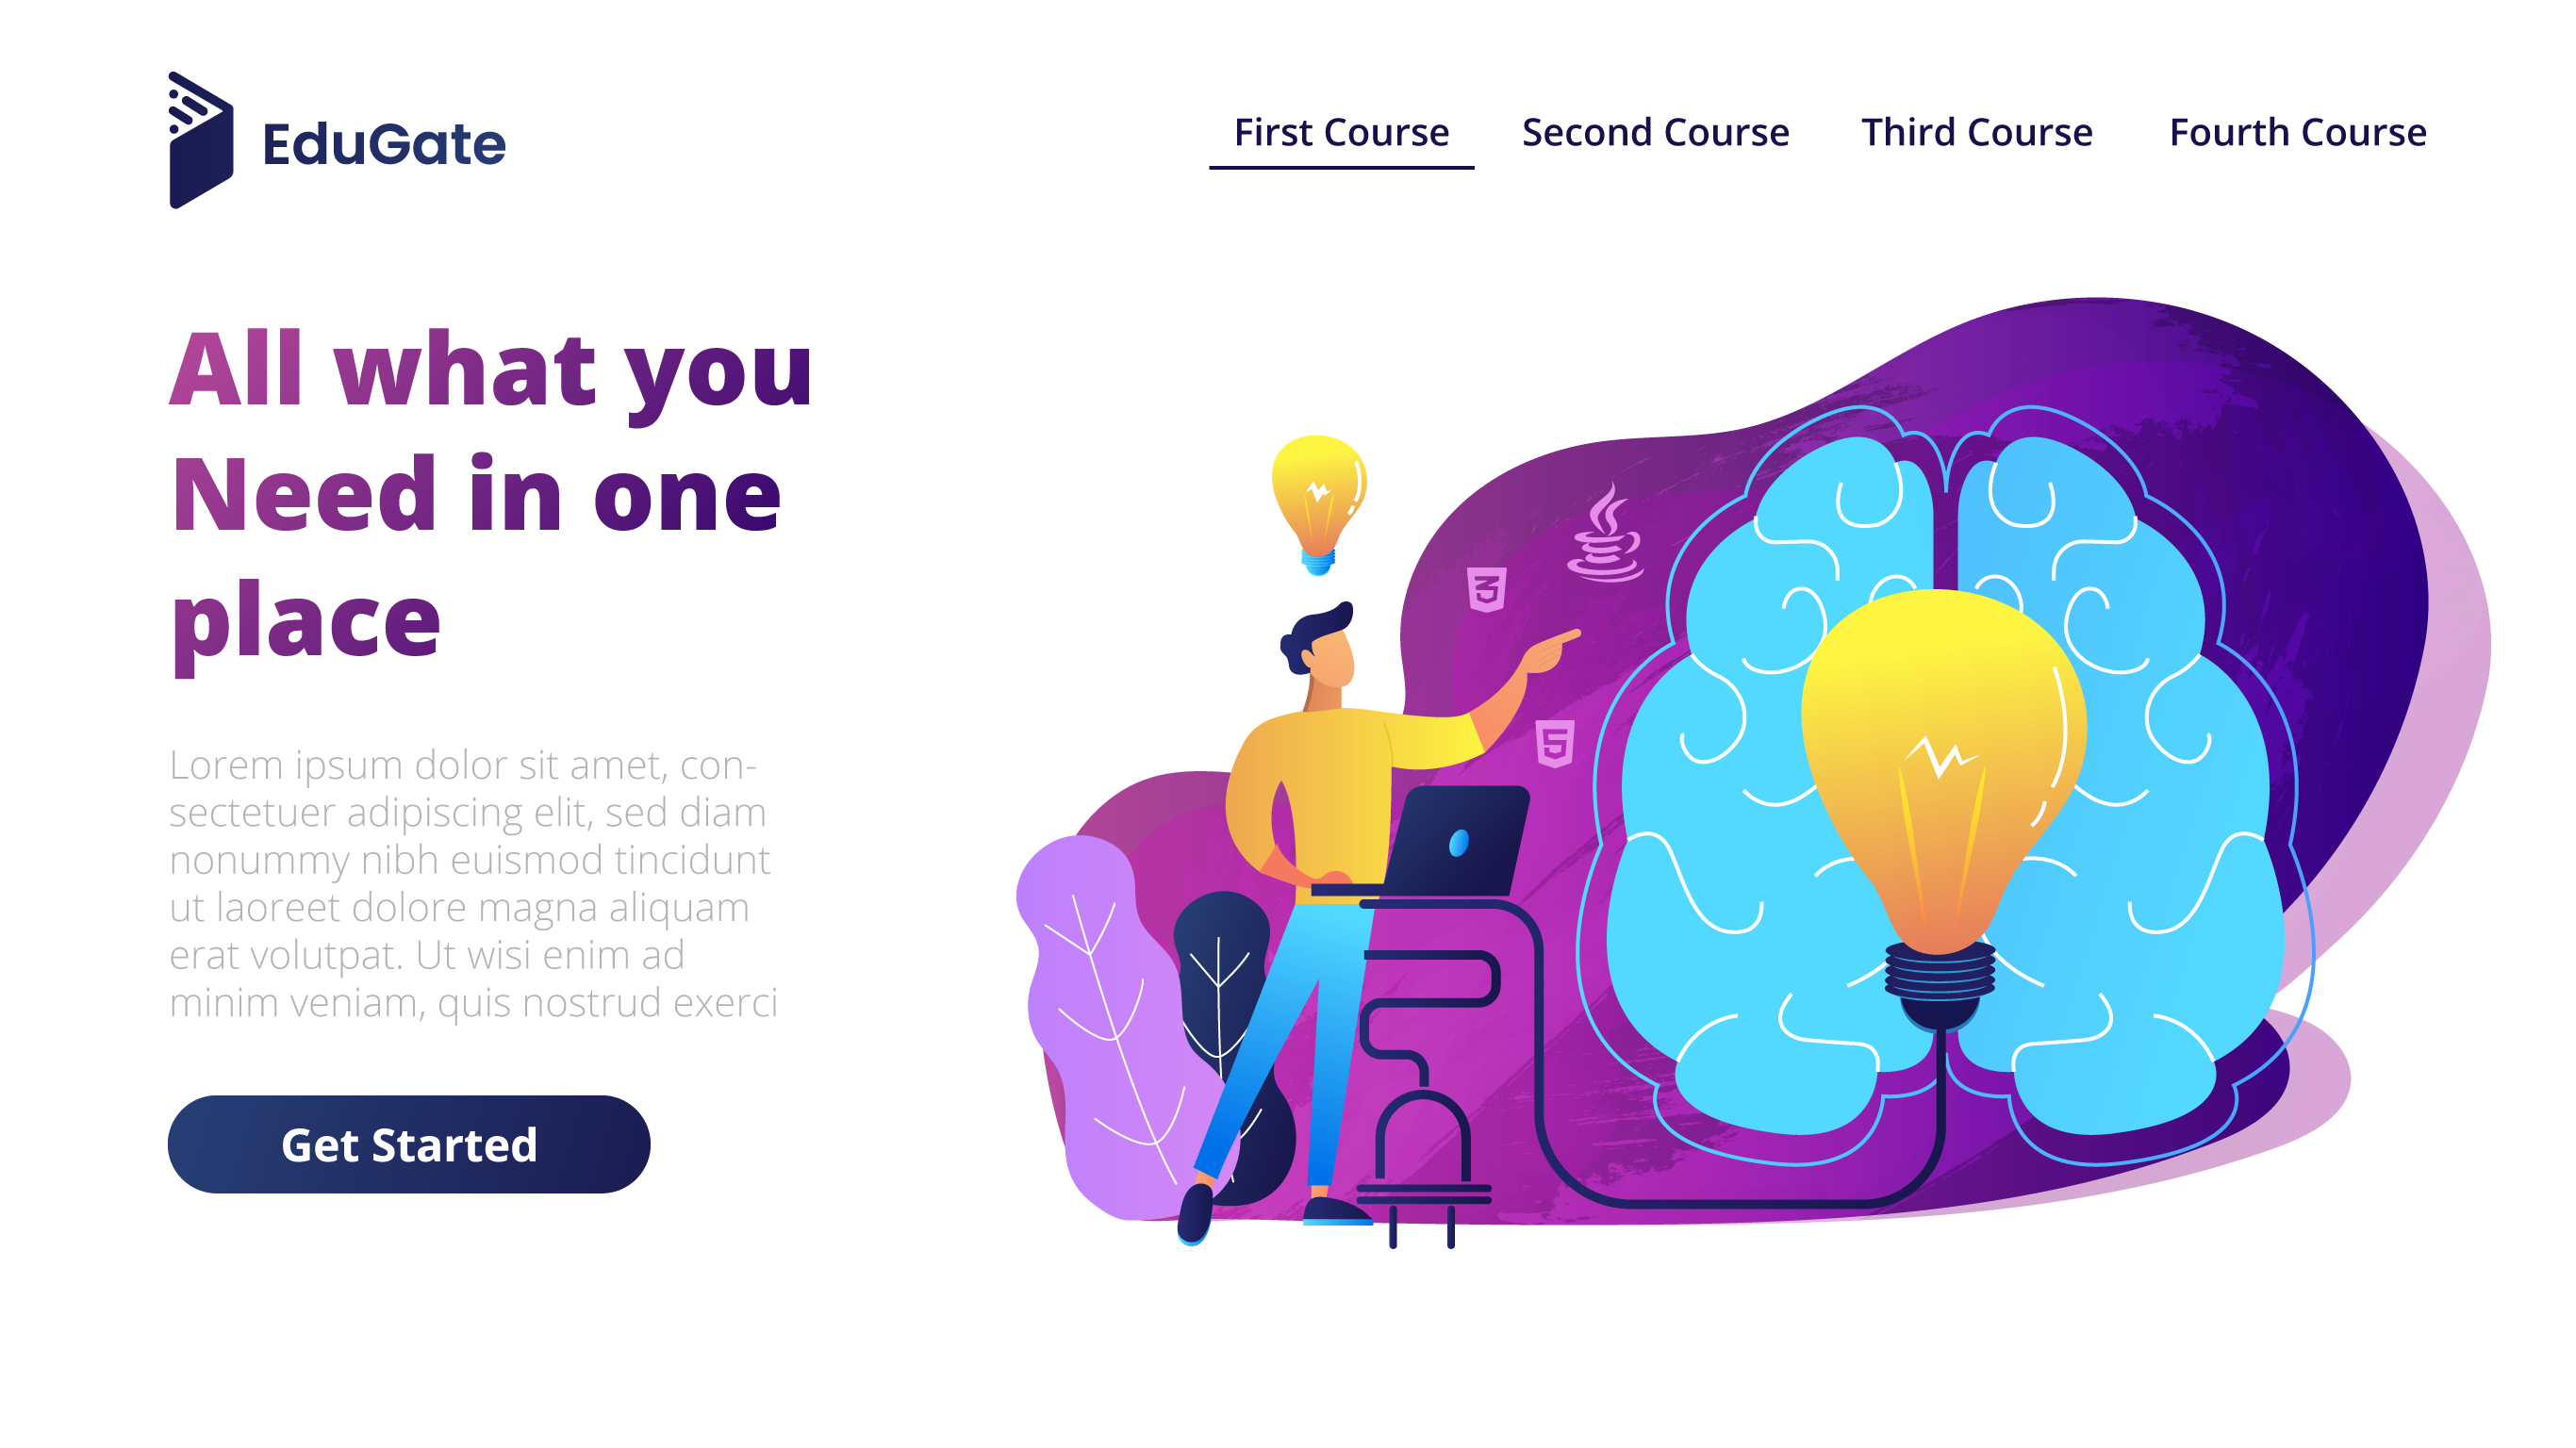 EduGate
First Course
Second Course
Third Course
Fourth Course
All what you
Need in one
place
Lorem ipsum dolor sit amet, con-
sectetuer adipiscing elit, sed diam
nonummy nibh euismod tincidunt
ut laoreet dolore magna aliquam
erat volutpat. Ut wisi enim ad
minim veniam, quis nostrud exerci
Get Started
3
5